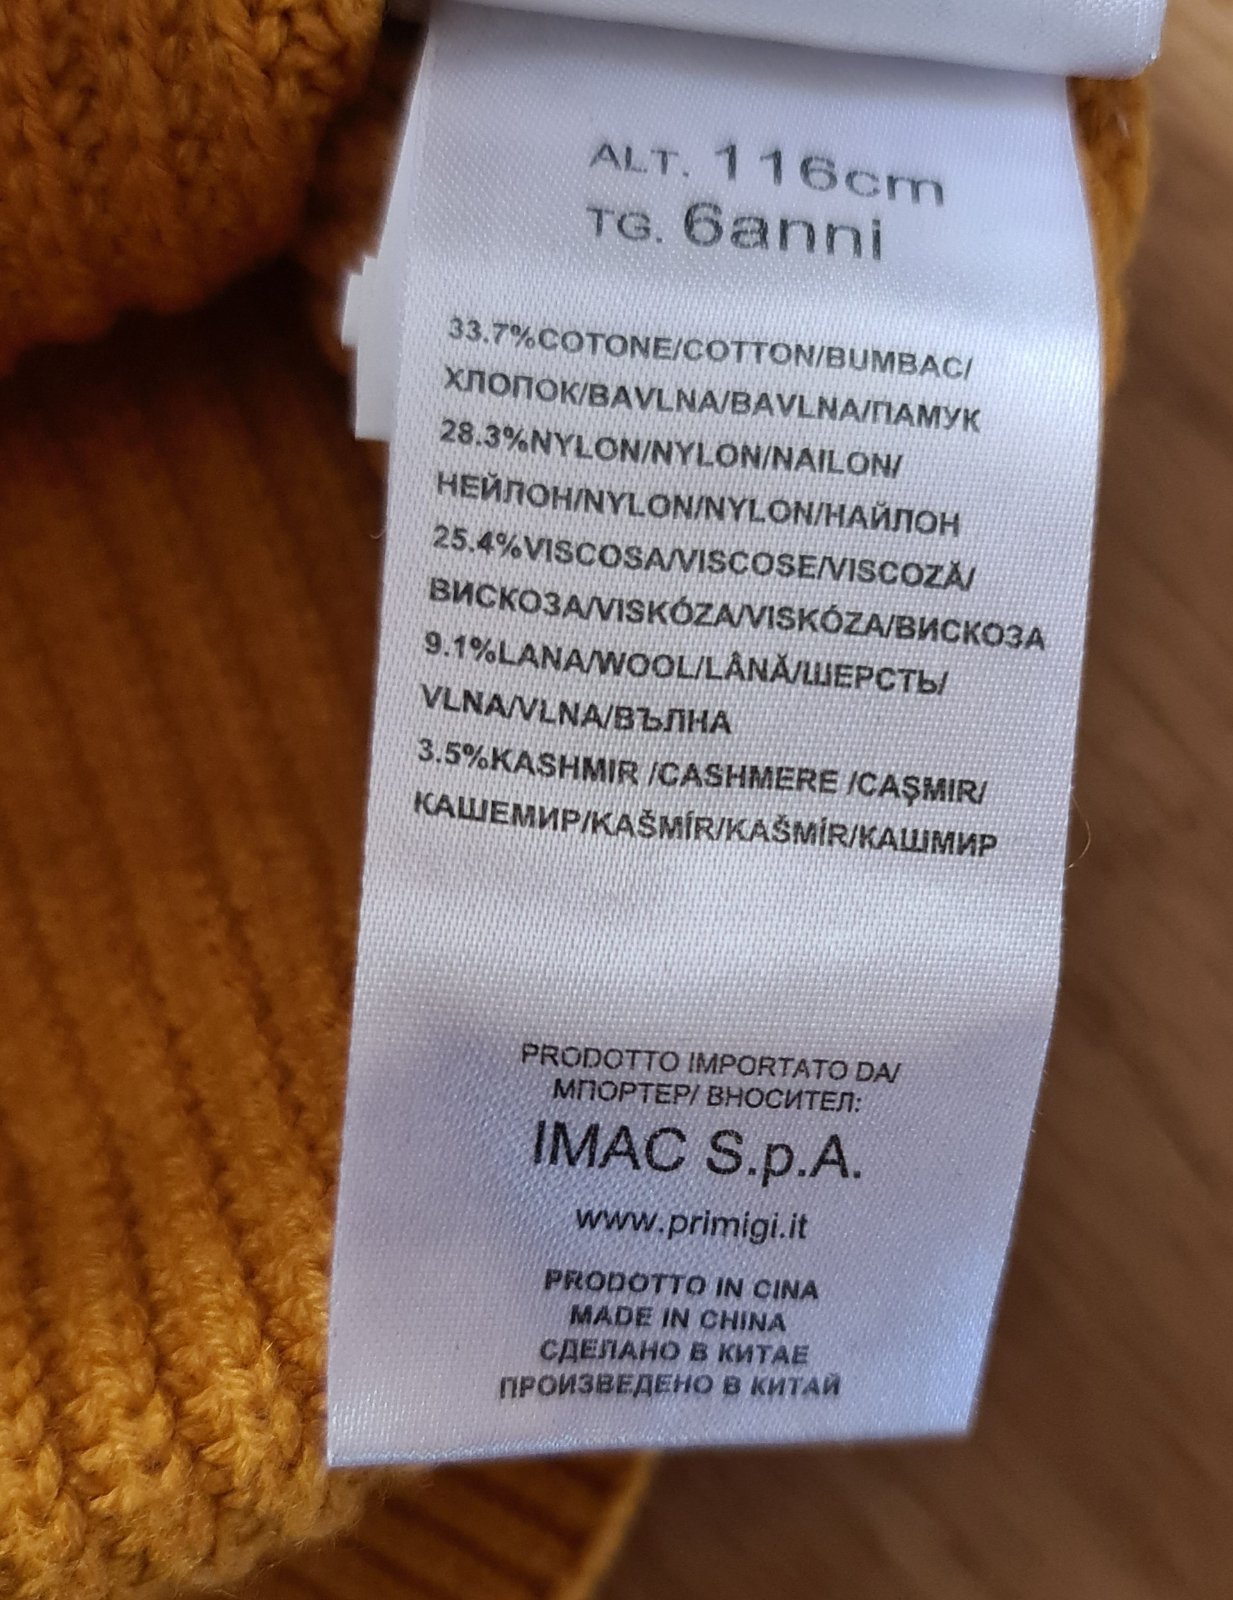 ALT. 116cm
TG. 6anni
33.7%COTONE/COTTON/BUMBAC/
ХЛОПОК/BAVLNA/BAVLNA/ПАМУК
28.3%NYLON/NYLON/NAILON/
НЕЙЛОН/NYLON/NYLON/НАЙЛОН
25.4%VISCOSA/VISCOSE/VISCOZĂ/
ВИСКОЗА/VISKÓZA/VISKÓZA/ВИСКОЗА
9.1%LANA/WOOL/LÂNĂ/ШЕРСТЬ/
VLNA/VLNA/ВЪЛНА
3.5%KASHMIR /CASHMERE /CAŞMIR/
КАШЕМИР/KAŠMÍR/KAŠMÍR/КАШМИР
PRODOTTO IMPORTATO DA/
МПОРТЕР/ ВНОСИТЕЛ:
IMAC S.p.A.
www.primigi.it
PRODOTTO IN CINA
MADE IN CHINA
СДЕЛАНО В КИТАЕ
ПРОИЗВЕДЕНО В КИТАЙ